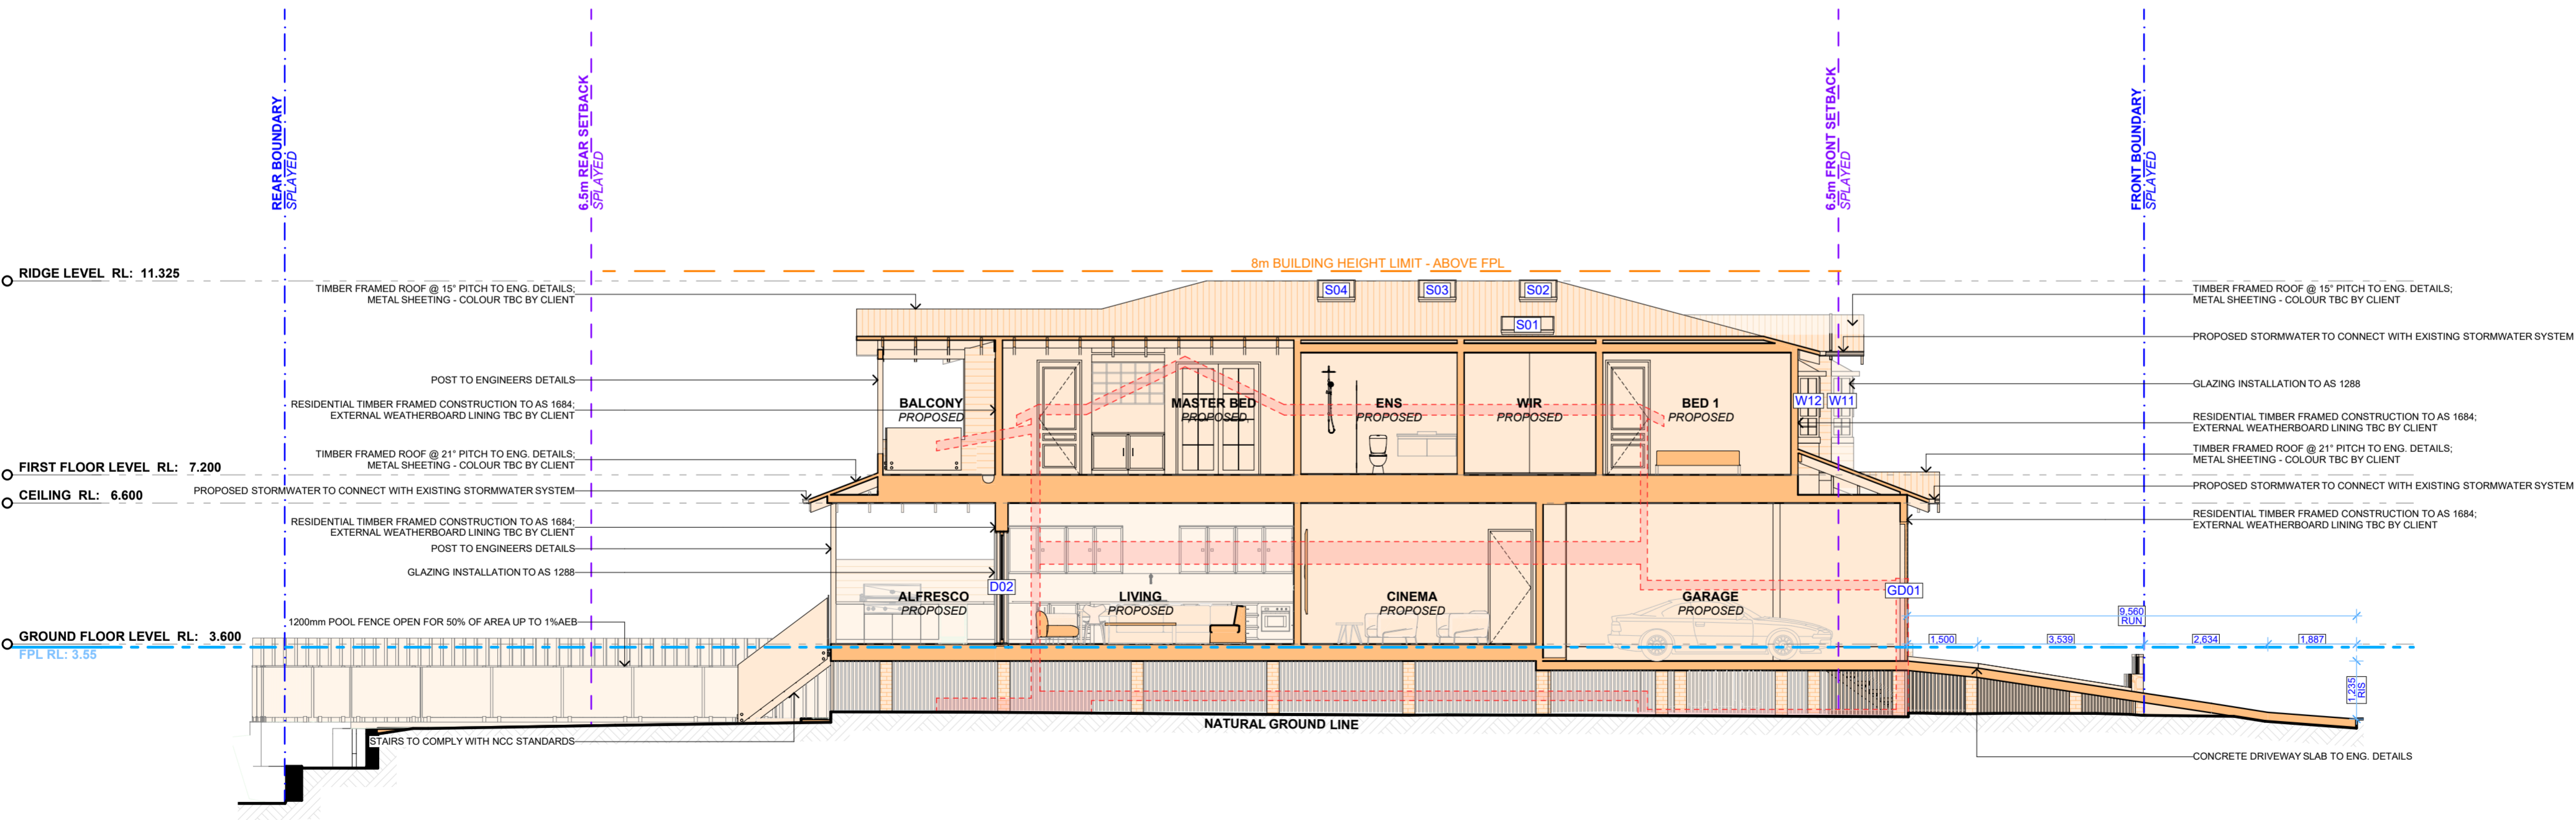 REAR BOUNDARY
SPLAYED
6.5m REAR SETBACK
SPLAYED
6.5m FRONT SETBACK
SPLAYED
FRONT BOUNDARY
SPLAYED
8m BUILDING HEIGHT LIMIT - ABOVE FPL
RIDGE LEVEL RL: 11.325
TIMBER FRAMED ROOF @ 15° PITCH TO ENG. DETAILS;
METAL SHEETING - COLOUR TBC BY CLIENT
S04
S03
S02
S01
TIMBER FRAMED ROOF @ 15° PITCH TO ENG. DETAILS;
METAL SHEETING - COLOUR TBC BY CLIENT
PROPOSED STORMWATER TO CONNECT WITH EXISTING STORMWATER SYSTEM
POST TO ENGINEERS DETAILS
GLAZING INSTALLATION TO AS 1288
RESIDENTIAL TIMBER FRAMED CONSTRUCTION TO AS 1684;
EXTERNAL WEATHERBOARD LINING TBC BY CLIENT
BALCONY
PROPOSED
MASTER BED
PROPOSED
ENS
PROPOSED
WIR
PROPOSED
BED 1
PROPOSED
W12
W11
RESIDENTIAL TIMBER FRAMED CONSTRUCTION TO AS 1684;
EXTERNAL WEATHERBOARD LINING TBC BY CLIENT
TIMBER FRAMED ROOF @ 21° PITCH TO ENG. DETAILS;
METAL SHEETING - COLOUR TBC BY CLIENT
TIMBER FRAMED ROOF @ 21° PITCH TO ENG. DETAILS;
METAL SHEETING - COLOUR TBC BY CLIENT
FIRST FLOOR LEVEL RL: 7.200
CEILING RL: 6.600
PROPOSED STORMWATER TO CONNECT WITH EXISTING STORMWATER SYSTEM
PROPOSED STORMWATER TO CONNECT WITH EXISTING STORMWATER SYSTEM
RESIDENTIAL TIMBER FRAMED CONSTRUCTION TO AS 1684;
EXTERNAL WEATHERBOARD LINING TBC BY CLIENT
RESIDENTIAL TIMBER FRAMED CONSTRUCTION TO AS 1684;
EXTERNAL WEATHERBOARD LINING TBC BY CLIENT
POST TO ENGINEERS DETAILS
GLAZING INSTALLATION TO AS 1288
D02
GD01
ALFRESCO
PROPOSED
LIVING
PROPOSED
CINEMA
PROPOSED
GARAGE
PROPOSED
9,560
RUN
1200mm POOL FENCE OPEN FOR 50% OF AREA UP TO 1%AEB
GROUND FLOOR LEVEL RL: 3.600
FPL RL: 3.55
1,500
3,539
2,634
1,887
1,235
RIS
NATURAL GROUND LINE
STAIRS TO COMPLY WITH NCC STANDARDS
CONCRETE DRIVEWAY SLAB TO ENG. DETAILS